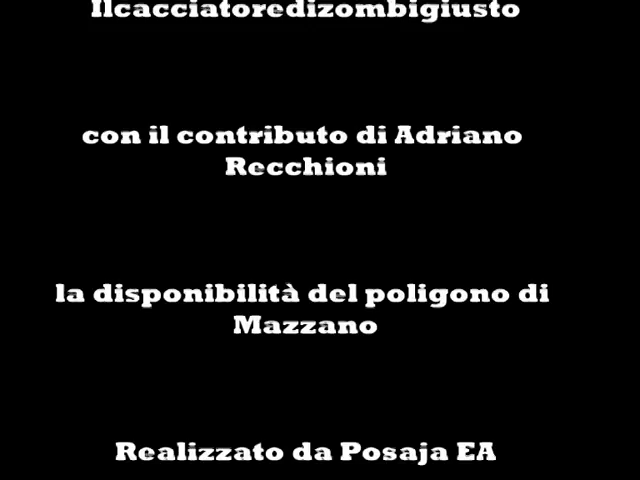 Ilcacciatoredizombigiusto
con il contributo di Adriano
Recchioni
la disponibilità del poligono di
Mazzano
Realizzato da Posaja EA